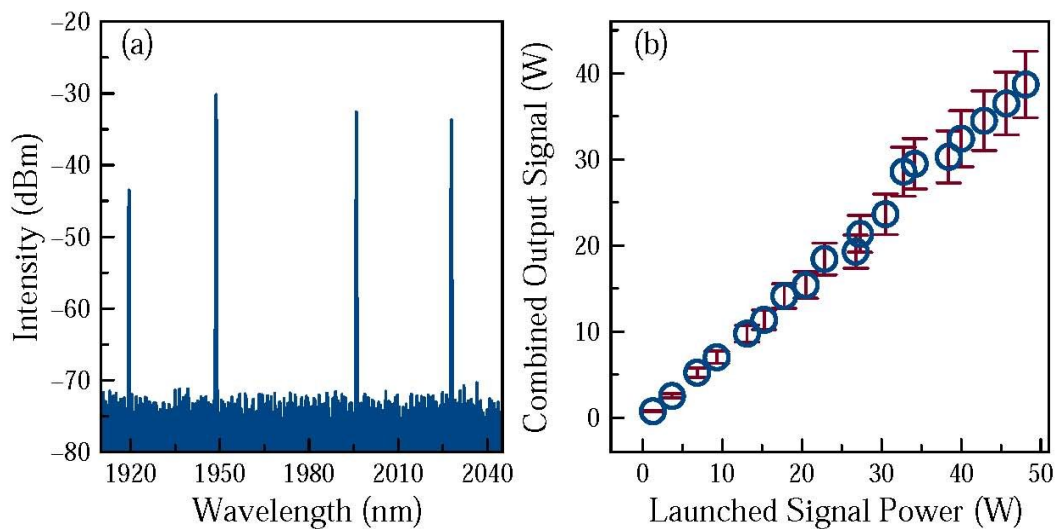 (a)
Intensity (dBm)
−20
−30
−40
−50
−60
−70
−80
1920 1950 1980 2010 2040
Wavelength (nm)
(b)
Combined Output Signal (W)
40
30
20
10
0
0 10 20 30 40 50
Launched Signal Power (W)